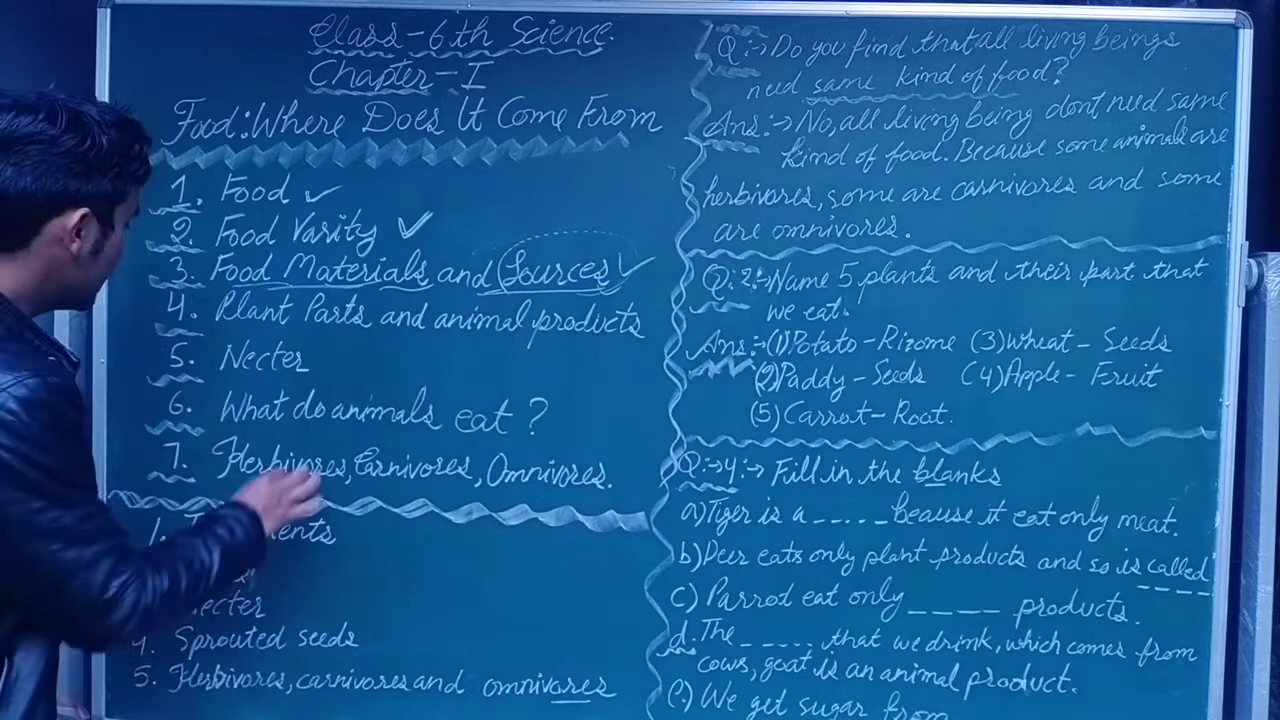 Class-6th Science.
Chapter-I
Food: Where Does It Come From
1. Food ✓
2. Food Varity ✓
3. Food Materials and (Sources ✓
4. Plant Parts and animal products
5. Necter
6. What do animals eat ?
7. Herbivores, Carnivores, Omnivores.
1. ents
ecter
4. Sprouted seeds
5. Herbivores, carnivores and omnivores
Q:→ Do you find that all living beings
need same kind of food?
Ans:→ No, all living being dont need same
kind of food. Because some animals are
herbivores, some are carnivores and some
are omnivores.
Q:2:→ Name 5 plants and their part that
we eat.
Ans:→ (1) Potato - Rizome (3) Wheat - Seeds
(2) Paddy - Seeds (4) Apple - Fruit
(5) Carrot - Root.
Q:→4:→ Fill in the blanks
a) Tiger is a _ _ _ _ _ beause it eat only meat.
b) Deer eats only plant products and so is called
_ _ _ _
c) Parrot eat only _ _ _ _ products.
d. The _ _ _ _ _ that we drink, which comes from
cows, goat is an animal product.
e.) We get sugar from